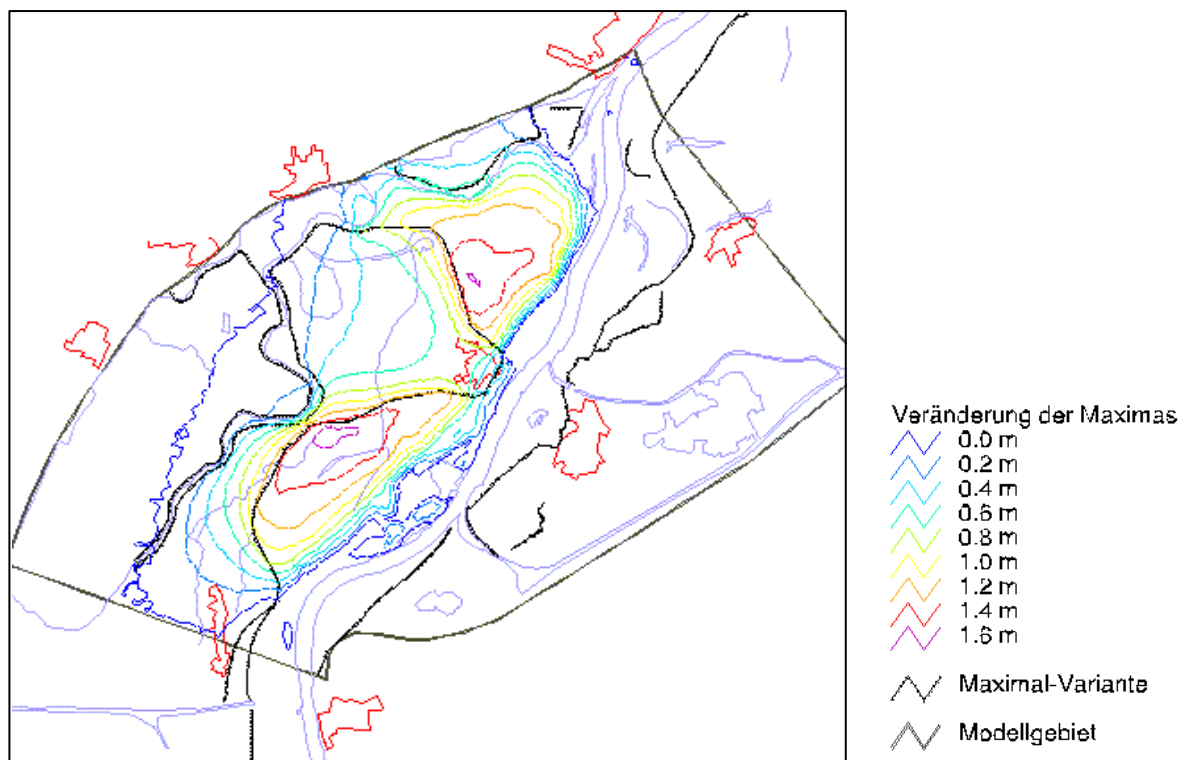 Veränderung der Maximas
0.0 m
0.2 m
0.4 m
0.6 m
0.8 m
1.0 m
1.2 m
1.4 m
1.6 m
Maximal-Variante
Modellgebiet